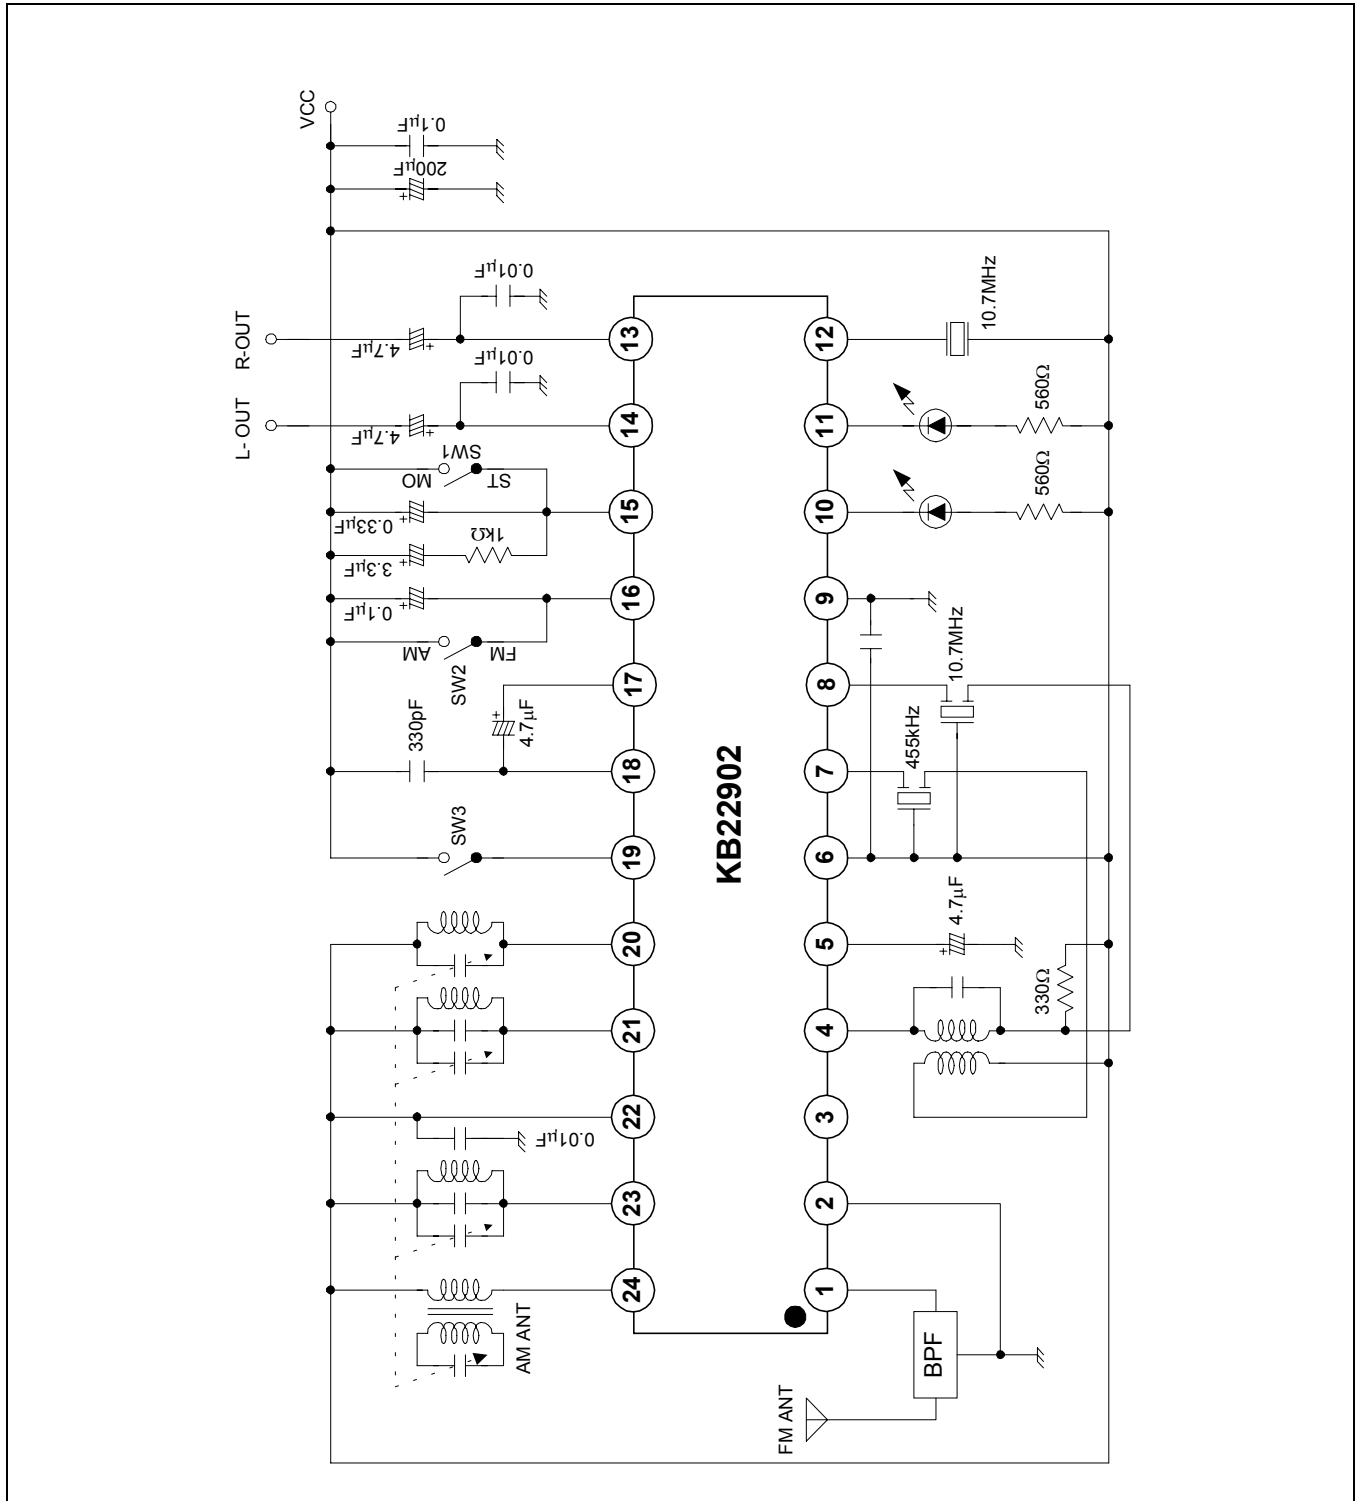 VCC
0.1µF
200µF
R-OUT
4.7µF
0.01µF
L-OUT
4.7µF
0.01µF
SW1
MO
ST
0.33µF
3.3µF
1kΩ
0.1µF
AM
FM
SW2
330pF
4.7µF
SW3
0.01µF
AM ANT
13
14
15
16
17
18
19
20
21
22
23
24
KB22902
12
11
10
9
8
7
6
5
4
3
2
1
10.7MHz
560Ω
560Ω
10.7MHz
455kHz
4.7µF
330Ω
BPF
FM ANT
+
+
+
+
+
+
+
+